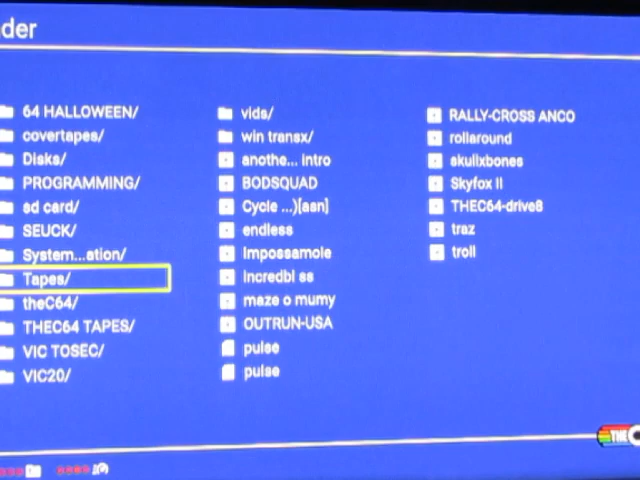 der
64 HALLOWEEN/
covertapes/
Disks/
PROGRAMMING/
sd card/
SEUCK/
System...ation/
Tapes/
theC64/
THEC64 TAPES/
VIC TOSEC/
VIC20/
vids/
win transx/
anothe... intro
BODSQUAD
Cycle ...)[asn]
endless
Impossamole
Incredbl ss
maze o mumy
OUTRUN-USA
pulse
pulse
RALLY-CROSS ANCO
rollaround
skullxbones
Skyfox II
THEC64-drive8
traz
troll
THE